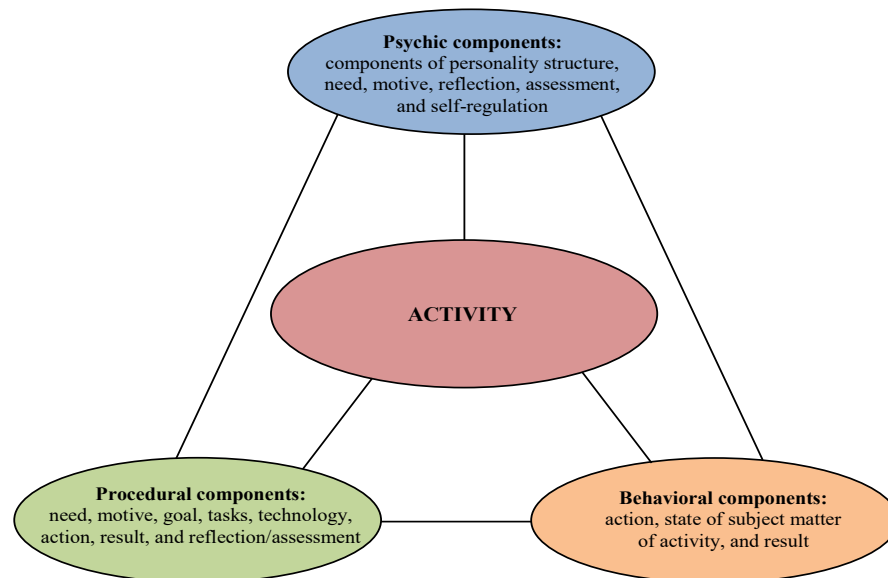 Psychic components:
components of personality structure,
need, motive, reflection, assessment,
and self-regulation
ACTIVITY
Procedural components:
need, motive, goal, tasks, technology,
action, result, and reflection/assessment
Behavioral components:
action, state of subject matter
of activity, and result